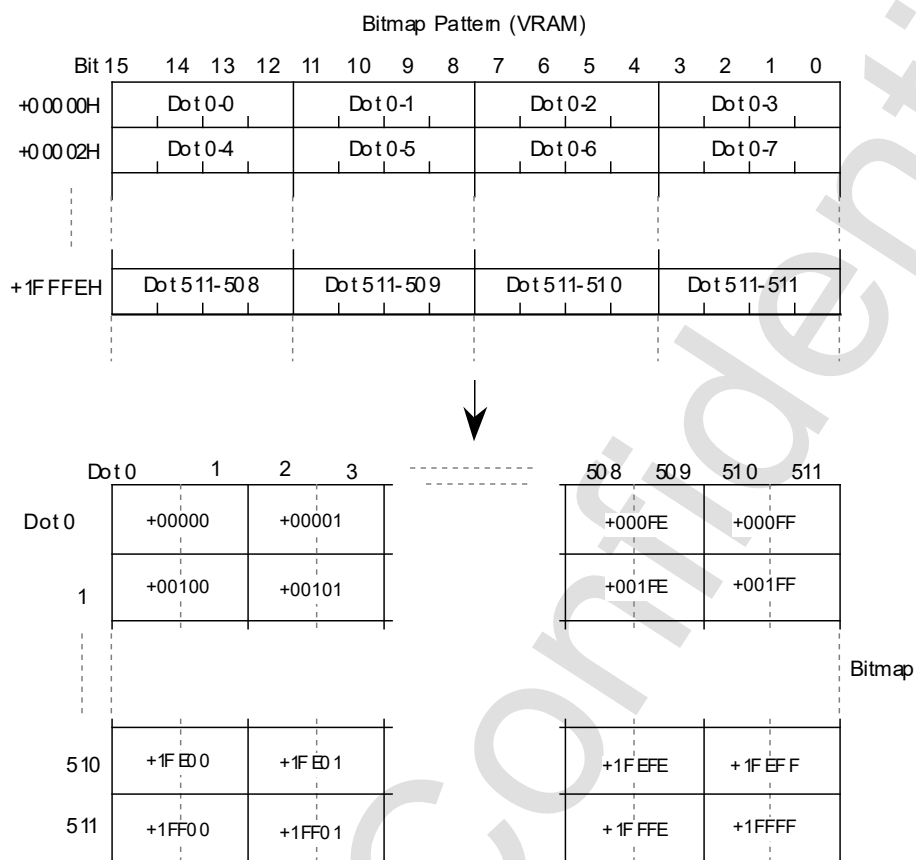 Bitmap Pattern (VRAM)
Bit 15 14 13 12 11 10 9 8 7 6 5 4 3 2 1 0
+00000H Dot 0-0 Dot 0-1 Dot 0-2 Dot 0-3
+00002H Dot 0-4 Dot 0-5 Dot 0-6 Dot 0-7
+1FFFEH Dot 511-508 Dot 511-509 Dot 511-510 Dot 511-511
Dot 0 1 2 3 508 509 510 511
Dot 0 +00000 +00001 +000FE +000FF
1 +00100 +00101 +001FE +001FF
Bitmap
510 +1FE00 +1FE01 +1FEFE +1FEFF
511 +1FF00 +1FF01 +1FFFE +1FFFF
Confidenti